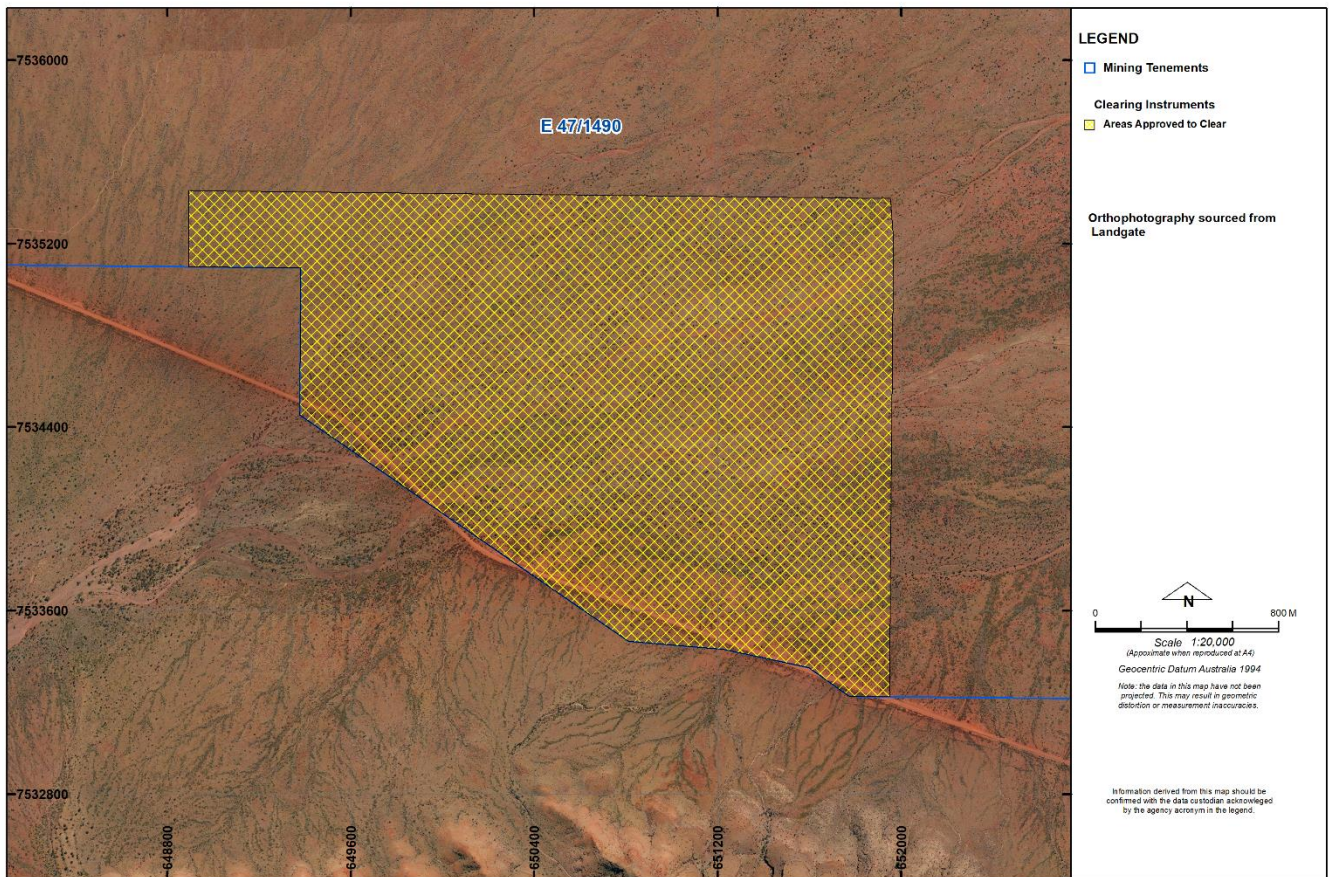 7536000
7535200
7534400
7533600
7532800
648800
649600
650400
651200
652000
E 47/1490
LEGEND
Mining Tenements
Clearing Instruments
Areas Approved to Clear
Orthophotography sourced from
Landgate
N
0 800 M
Scale 1:20,000
(Appoximate when reproduced at A4)
Geocentric Datum Australia 1994
Note: the data in this map have not been
projected. This may result in geometric
distortion or measurement inaccuracies.
Information derived from this map should be
confirmed with the data custodian acknowleged
by the agency acronym in the legend.